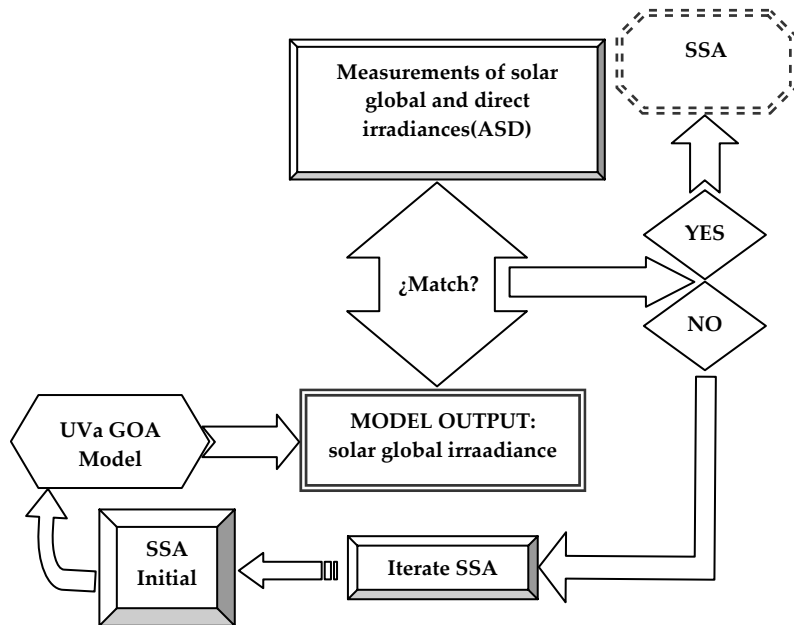 SSA
Measurements of solar
global and direct
irradiances(ASD)
YES
¿Match?
NO
MODEL OUTPUT:
solar global irraadiance
UVa GOA
Model
SSA
Initial
Iterate SSA